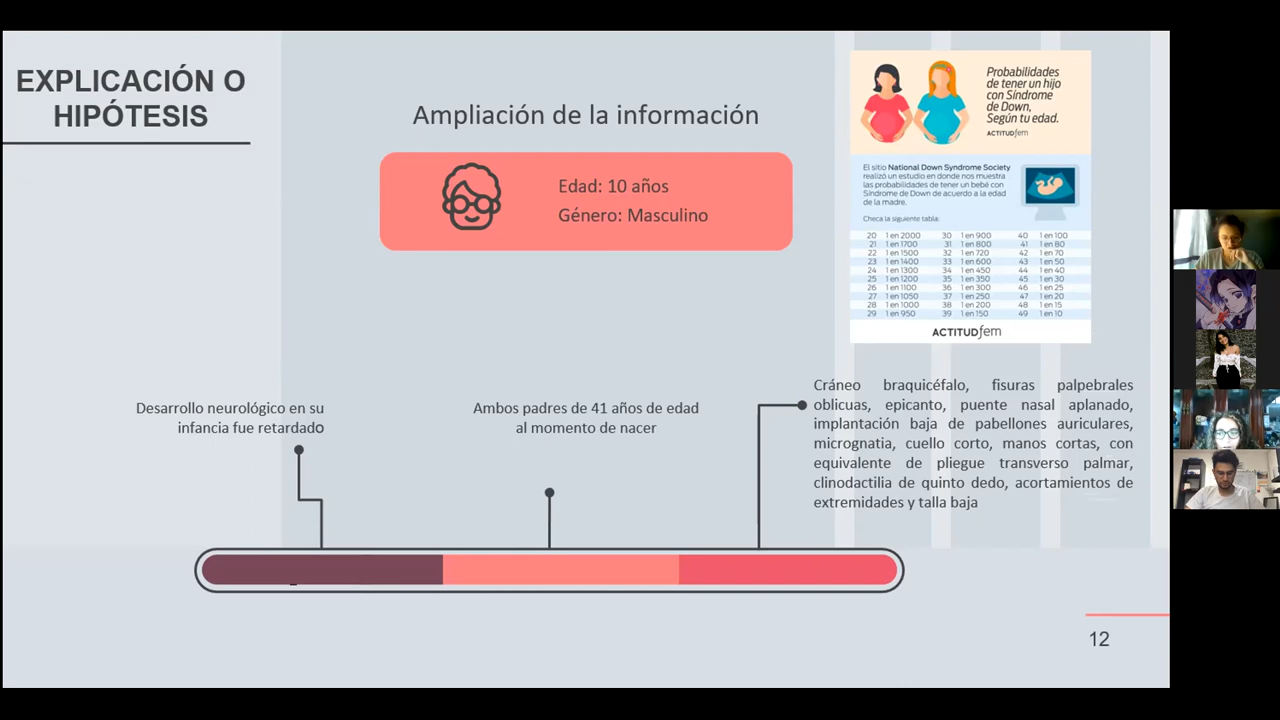 EXPLICACIÓN O
HIPÓTESIS
Ampliación de la información
Edad: 10 años
Género: Masculino
Probabilidades
de tener un hijo
con Síndrome
de Down,
Según tu edad.
ACTITUDfem
El sitio National Down Syndrome Society
realizó un estudio en donde nos muestra
las probabilidades de tener un bebé con
Síndrome de Down de acuerdo a la edad
de la madre.
Checa la siguiente tabla:
20 1 en 2000 30 1 en 900 40 1 en 100
21 1 en 1700 31 1 en 800 41 1 en 80
22 1 en 1500 32 1 en 720 42 1 en 70
23 1 en 1400 33 1 en 600 43 1 en 50
24 1 en 1300 34 1 en 450 44 1 en 40
25 1 en 1200 35 1 en 350 45 1 en 30
26 1 en 1100 36 1 en 300 46 1 en 25
27 1 en 1050 37 1 en 250 47 1 en 20
28 1 en 1000 38 1 en 200 48 1 en 15
29 1 en 950 39 1 en 150 49 1 en 10
ACTITUDfem
Desarrollo neurológico en su
infancia fue retardado
Ambos padres de 41 años de edad
al momento de nacer
Cráneo braquicéfalo, fisuras palpebrales
oblicuas, epicanto, puente nasal aplanado,
implantación baja de pabellones auriculares,
micrognatia, cuello corto, manos cortas, con
equivalente de pliegue transverso palmar,
clinodactilia de quinto dedo, acortamientos de
extremidades y talla baja
12